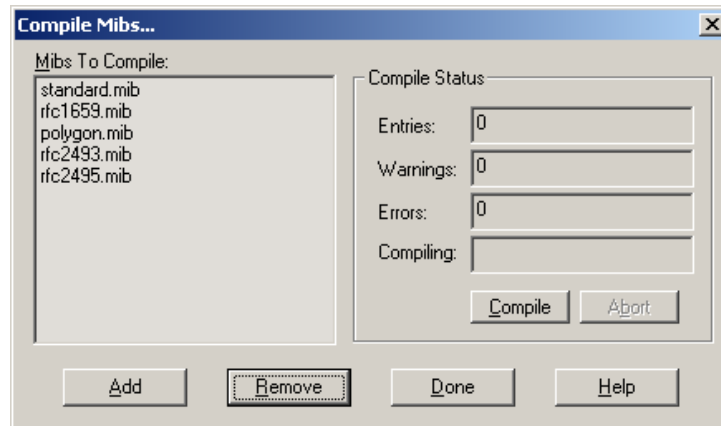 Compile Mibs...
Mibs To Compile:
standard.mib
rfc1659.mib
polygon.mib
rfc2493.mib
rfc2495.mib
Compile Status
Entries: 0
Warnings: 0
Errors: 0
Compiling:
Compile Abort
Add Remove Done Help